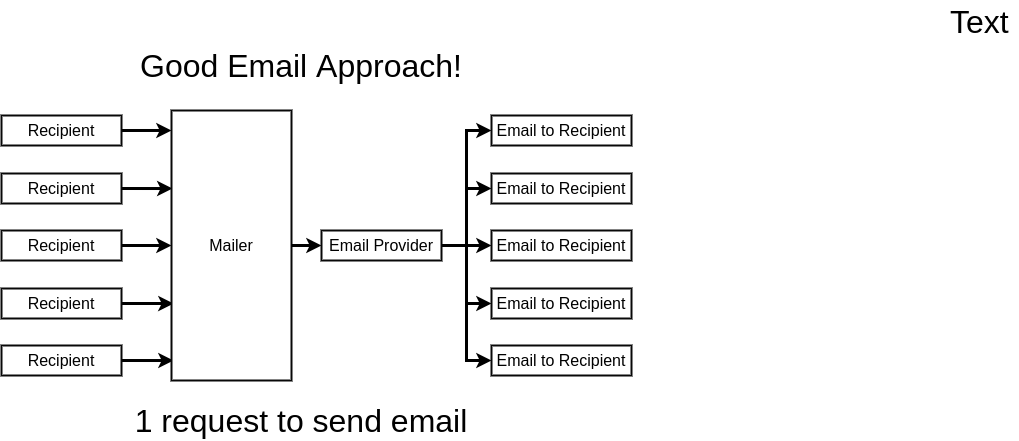 Text
Good Email Approach!
Recipient
Email to Recipient
Recipient
Email to Recipient
Recipient
Mailer
Email Provider
Email to Recipient
Recipient
Email to Recipient
Recipient
Email to Recipient
1 request to send email